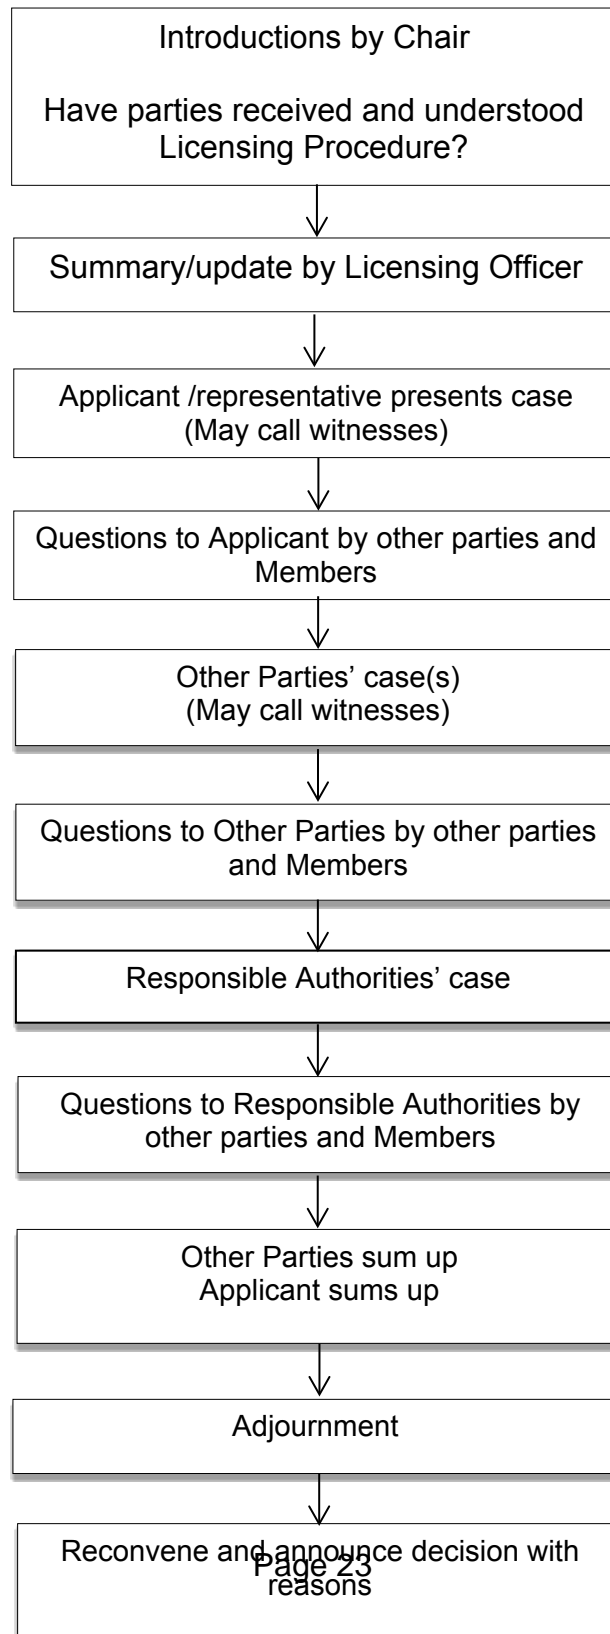 Introductions by Chair
Have parties received and understood
Licensing Procedure?
Summary/update by Licensing Officer
Applicant /representative presents case
(May call witnesses)
Questions to Applicant by other parties and
Members
Other Parties’ case(s)
(May call witnesses)
Questions to Other Parties by other parties
and Members
Responsible Authorities’ case
Questions to Responsible Authorities by
other parties and Members
Other Parties sum up
Applicant sums up
Adjournment
Reconvene and announce decision with
reasons
Page 23